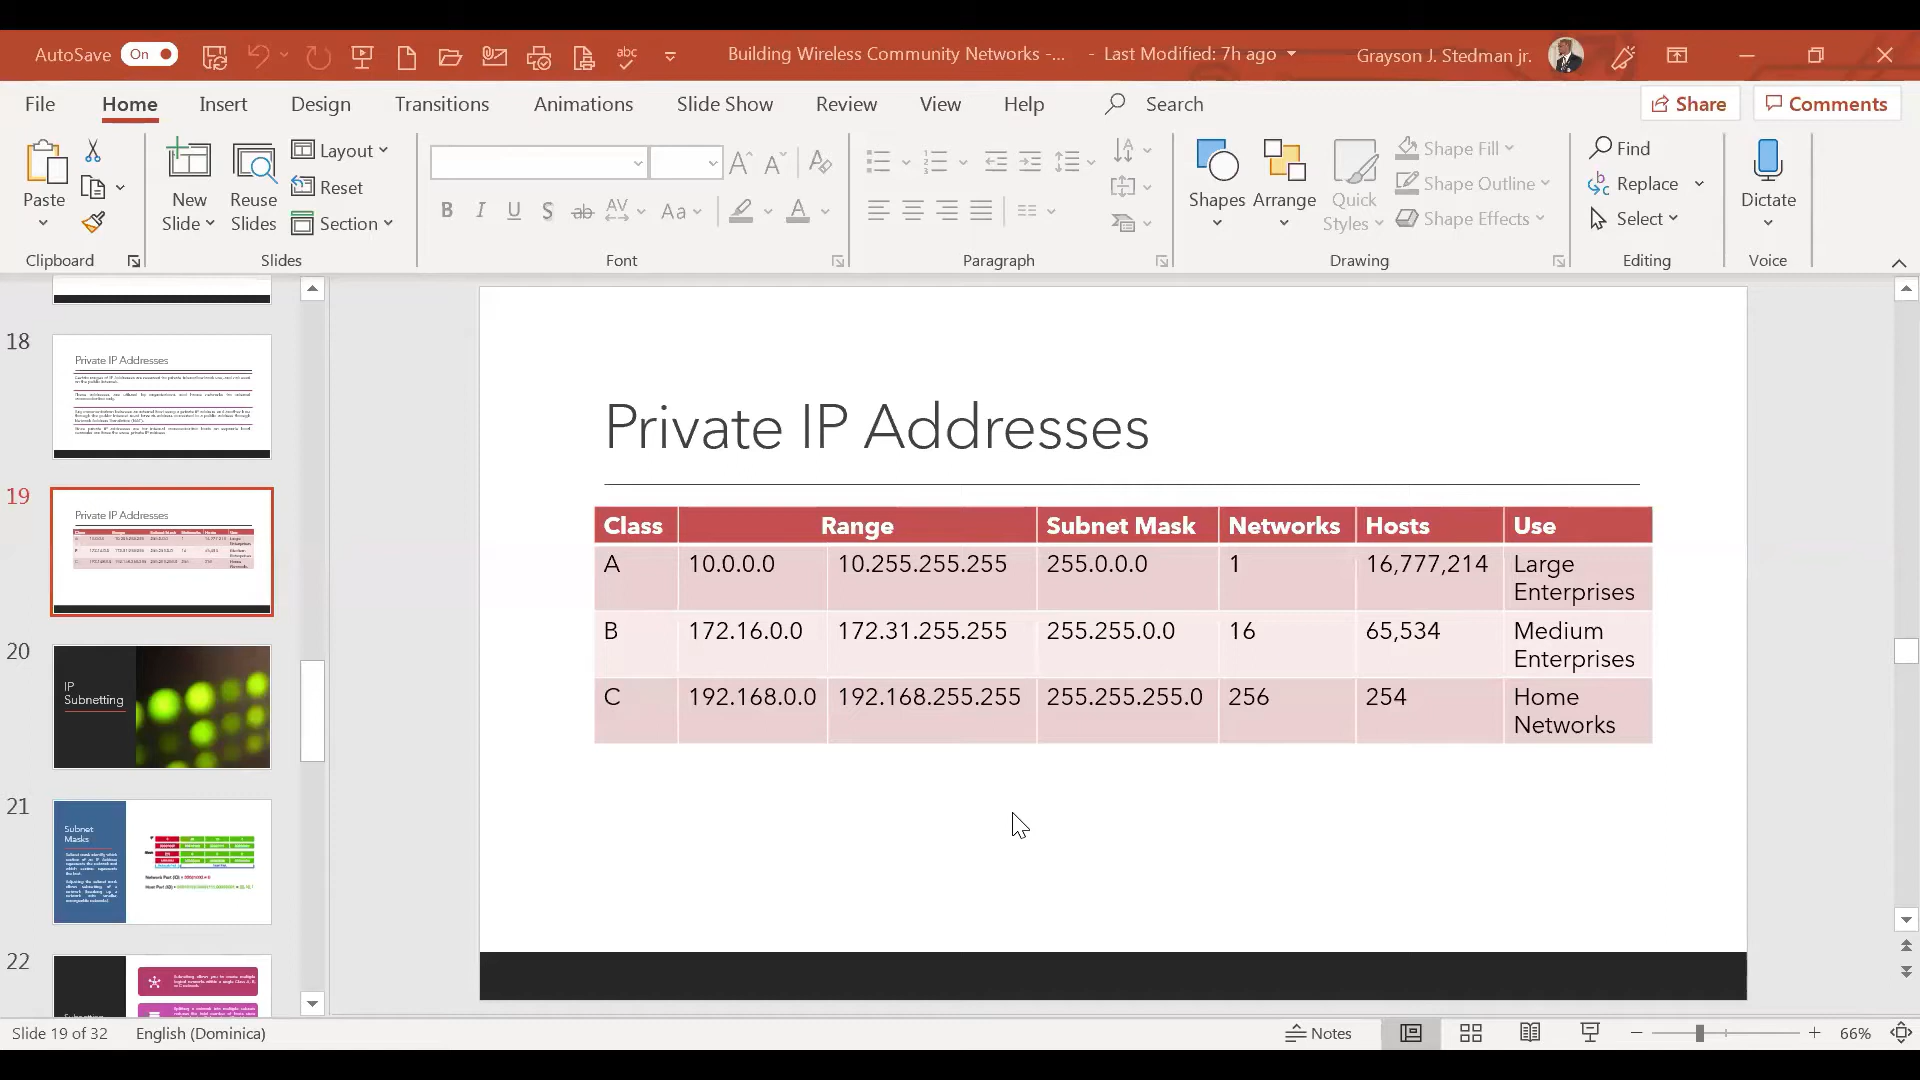 AutoSave On Building Wireless Community Networks -... - Last Modified: 7h ago Grayson J. Stedman jr.
File Home Insert Design Transitions Animations Slide Show Review View Help Search Share Comments
Paste
New Slide
Reuse Slides
Layout
Reset
Section
B I U S ab AV Aa A
Shapes Arrange Quick Styles
Shape Fill
Shape Outline
Shape Effects
Find
Replace
Select
Dictate
Clipboard Slides Font Paragraph Drawing Editing Voice
18
Private IP Addresses
19
Private IP Addresses
20
IP
Subnetting
21
Subnet
Masks
22
Private IP Addresses
Class Range Subnet Mask Networks Hosts Use
A 10.0.0.0 10.255.255.255 255.0.0.0 1 16,777,214 Large
Enterprises
B 172.16.0.0 172.31.255.255 255.255.0.0 16 65,534 Medium
Enterprises
C 192.168.0.0 192.168.255.255 255.255.255.0 256 254 Home
Networks
Slide 19 of 32 English (Dominica) Notes 66%